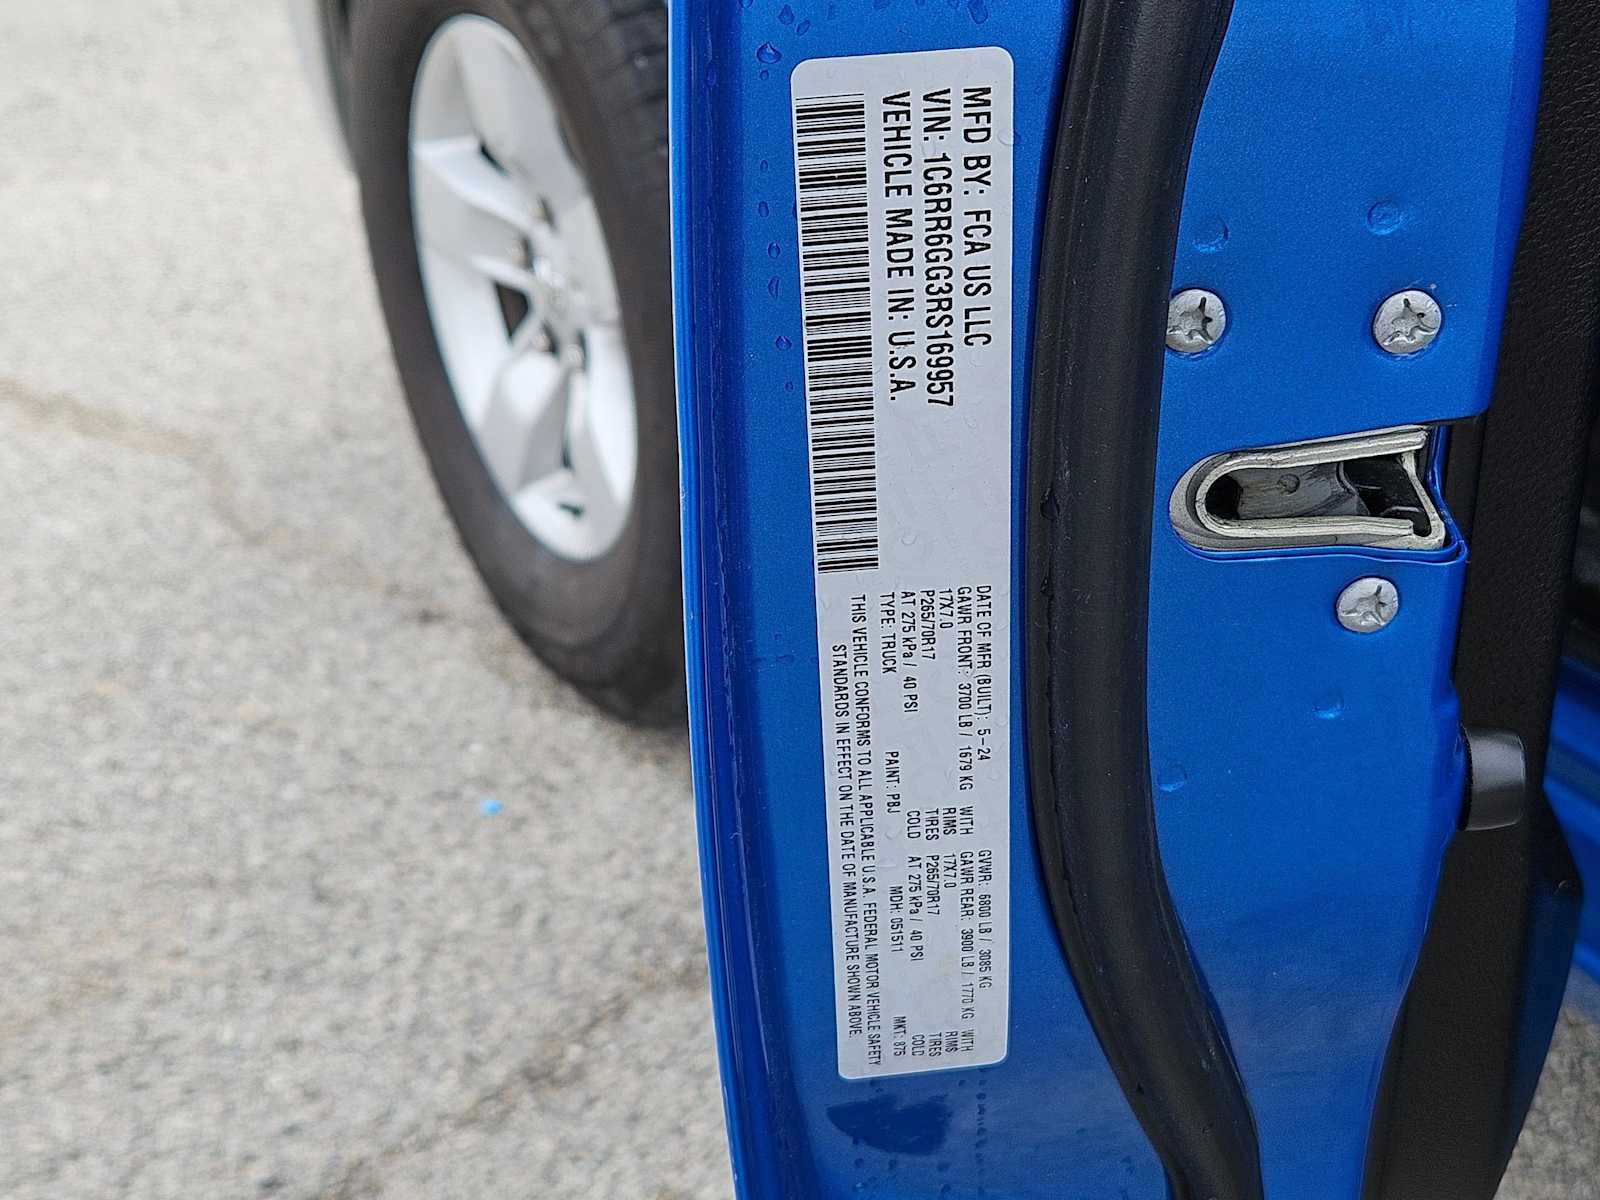 MFD BY: FCA US LLC
VIN: 1C6RR6GG3RS169957
VEHICLE MADE IN: U.S.A.
DATE OF MFR (BUILT): 5-24 GVWR: 6800 LB / 3085 KG
GAWR FRONT: 3700 LB / 1679 KG WITH GAWR REAR: 3900 LB / 1770 KG WITH
17X7.0 RIMS 17X7.0 RIMS
P265/70R17 TIRES P265/70R17 TIRES
AT 275 kPa / 40 PSI COLD AT 275 kPa / 40 PSI COLD
TYPE: TRUCK PAINT: PBJ MDH: 051511 MKT: 875
THIS VEHICLE CONFORMS TO ALL APPLICABLE U.S.A. FEDERAL MOTOR VEHICLE SAFETY
STANDARDS IN EFFECT ON THE DATE OF MANUFACTURE SHOWN ABOVE.